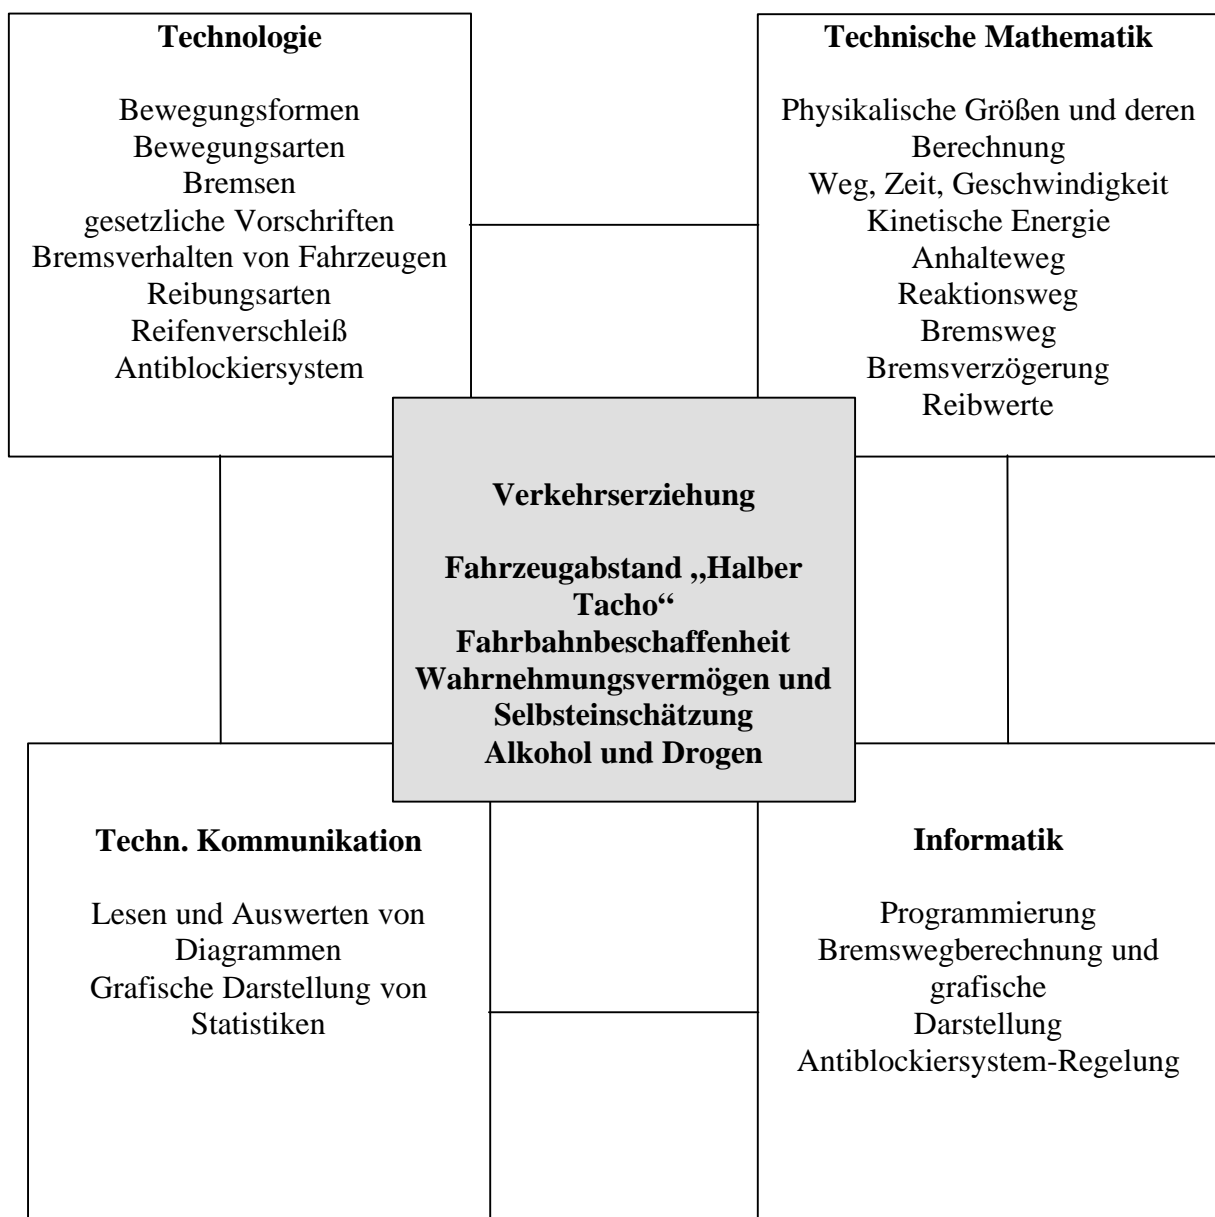 Technologie
Bewegungsformen
Bewegungsarten
Bremsen
gesetzliche Vorschriften
Bremsverhalten von Fahrzeugen
Reibungsarten
Reifenverschleiß
Antiblockiersystem
Technische Mathematik
Physikalische Größen und deren
Berechnung
Weg, Zeit, Geschwindigkeit
Kinetische Energie
Anhalteweg
Reaktionsweg
Bremsweg
Bremsverzögerung
Reibwerte
Verkehrserziehung
Fahrzeugabstand „Halber
Tacho“
Fahrbahnbeschaffenheit
Wahrnehmungsvermögen und
Selbsteinschätzung
Alkohol und Drogen
Techn. Kommunikation
Lesen und Auswerten von
Diagrammen
Grafische Darstellung von
Statistiken
Informatik
Programmierung
Bremswegberechnung und
grafische
Darstellung
Antiblockiersystem-Regelung